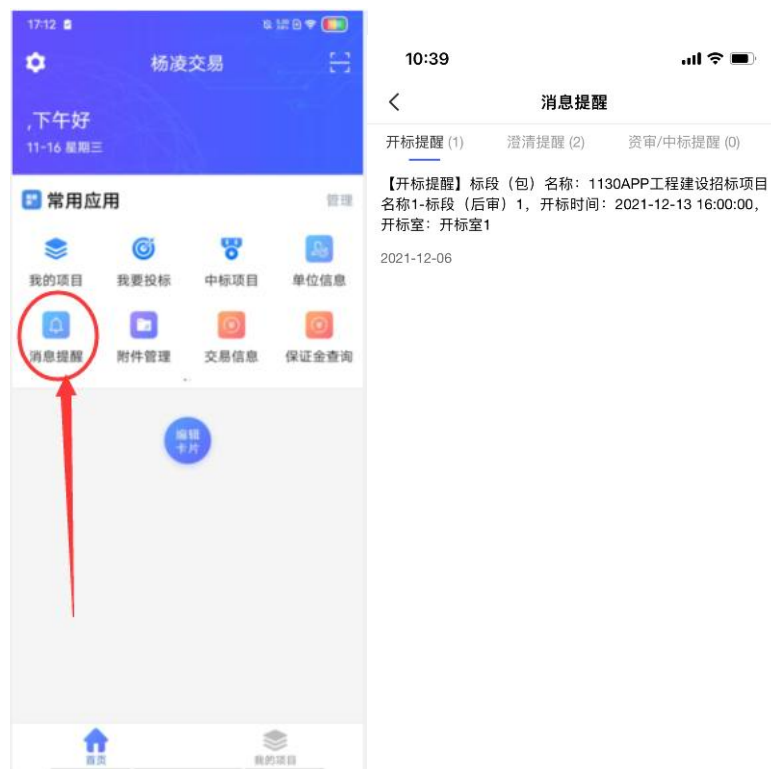 17:12
杨凌交易
,下午好
11-16 星期三
常用应用
管理
我的项目
我要投标
中标项目
单位信息
消息提醒
附件管理
交易信息
保证金查询
编辑
卡片
首页
我的项目
10:39
消息提醒
开标提醒 (1)
澄清提醒 (2)
资审/中标提醒 (0)
【开标提醒】标段（包）名称：1130APP工程建设招标项目
名称1-标段（后审）1，开标时间：2021-12-13 16:00:00，
开标室：开标室1
2021-12-06